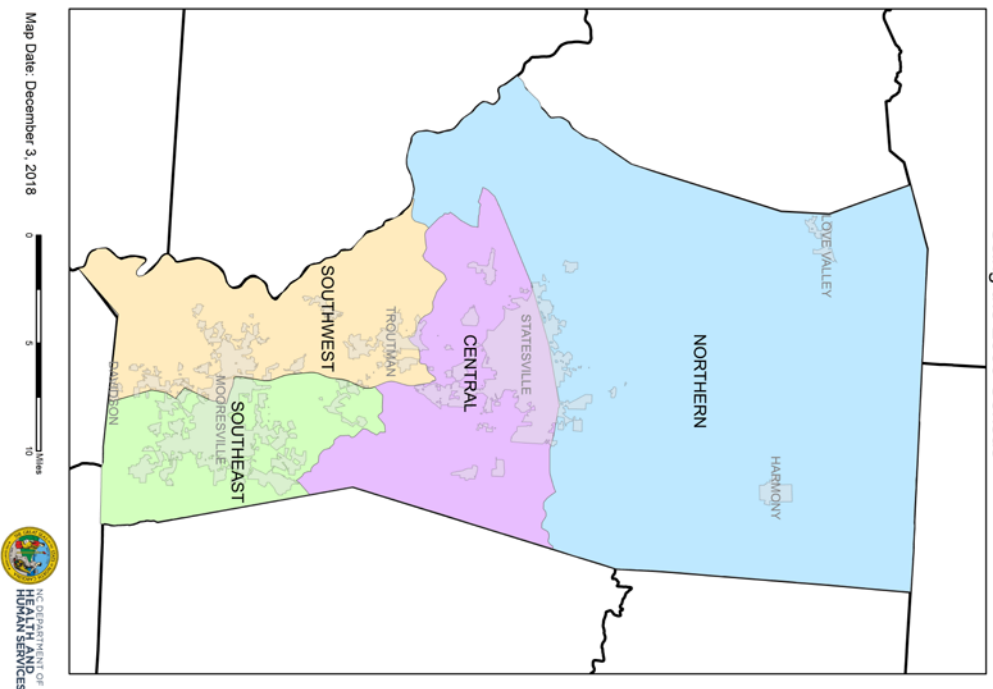 LOVE VALLEY
HARMONY
NORTHERN
STATESVILLE
CENTRAL
TROUTMAN
SOUTHWEST
MOORESVILLE
SOUTHEAST
DAVIDSON
0
5
10
Miles
Map Date: December 3, 2018
NC DEPARTMENT OF
HEALTH AND
HUMAN SERVICES